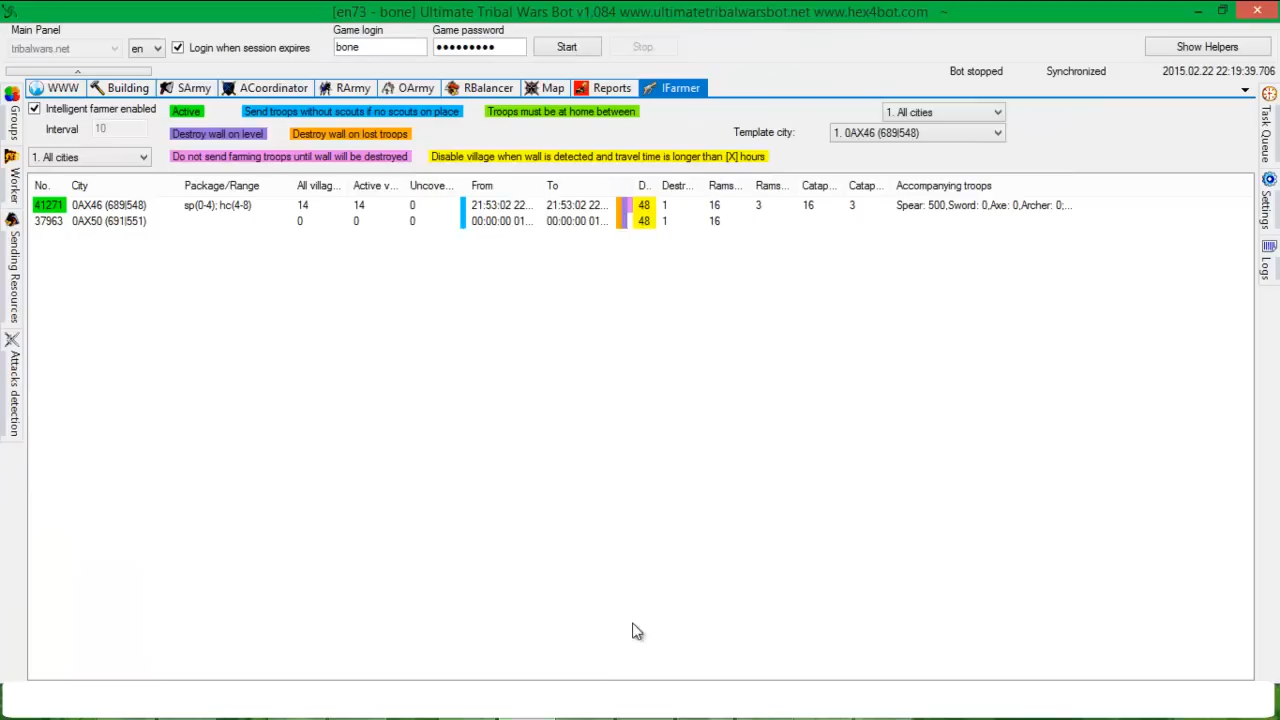 [en73 - bone] Ultimate Tribal Wars Bot v1.084 www.ultimatetribalwarsbot.net www.hex4bot.com ~
Main Panel Game login Game password
tribalwars.net en Login when session expires bone ●●●●●●●●● Start Stop Show Helpers
Bot stopped Synchronized 2015.02.22 22:19:39.706
WWW Building SArmy ACoordinator RArmy OArmy RBalancer Map Reports IFarmer
Intelligent farmer enabled Active Send troops without scouts if no scouts on place Troops must be at home between 1. All cities
Interval 10 Destroy wall on level Destroy wall on lost troops Template city: 1. 0AX46 (689|548)
1. All cities Do not send farming troops until wall will be destroyed Disable village when wall is detected and travel time is longer than [X] hours
No. City Package/Range All villag... Active v... Uncove... From To D.. Destr... Rams... Rams... Catap... Catap... Accompanying troops
41271 0AX46 (689|548) sp(0-4); hc(4-8) 14 14 0 21:53:02 22... 21:53:02 22... 48 1 16 3 16 3 Spear: 500,Sword: 0,Axe: 0,Archer: 0;...
37963 0AX50 (691|551) 0 0 0 00:00:00 01... 00:00:00 01... 48 1 16
Groups
Worker
Sending Resources
Attacks detection
Task Queue
Settings
Logs